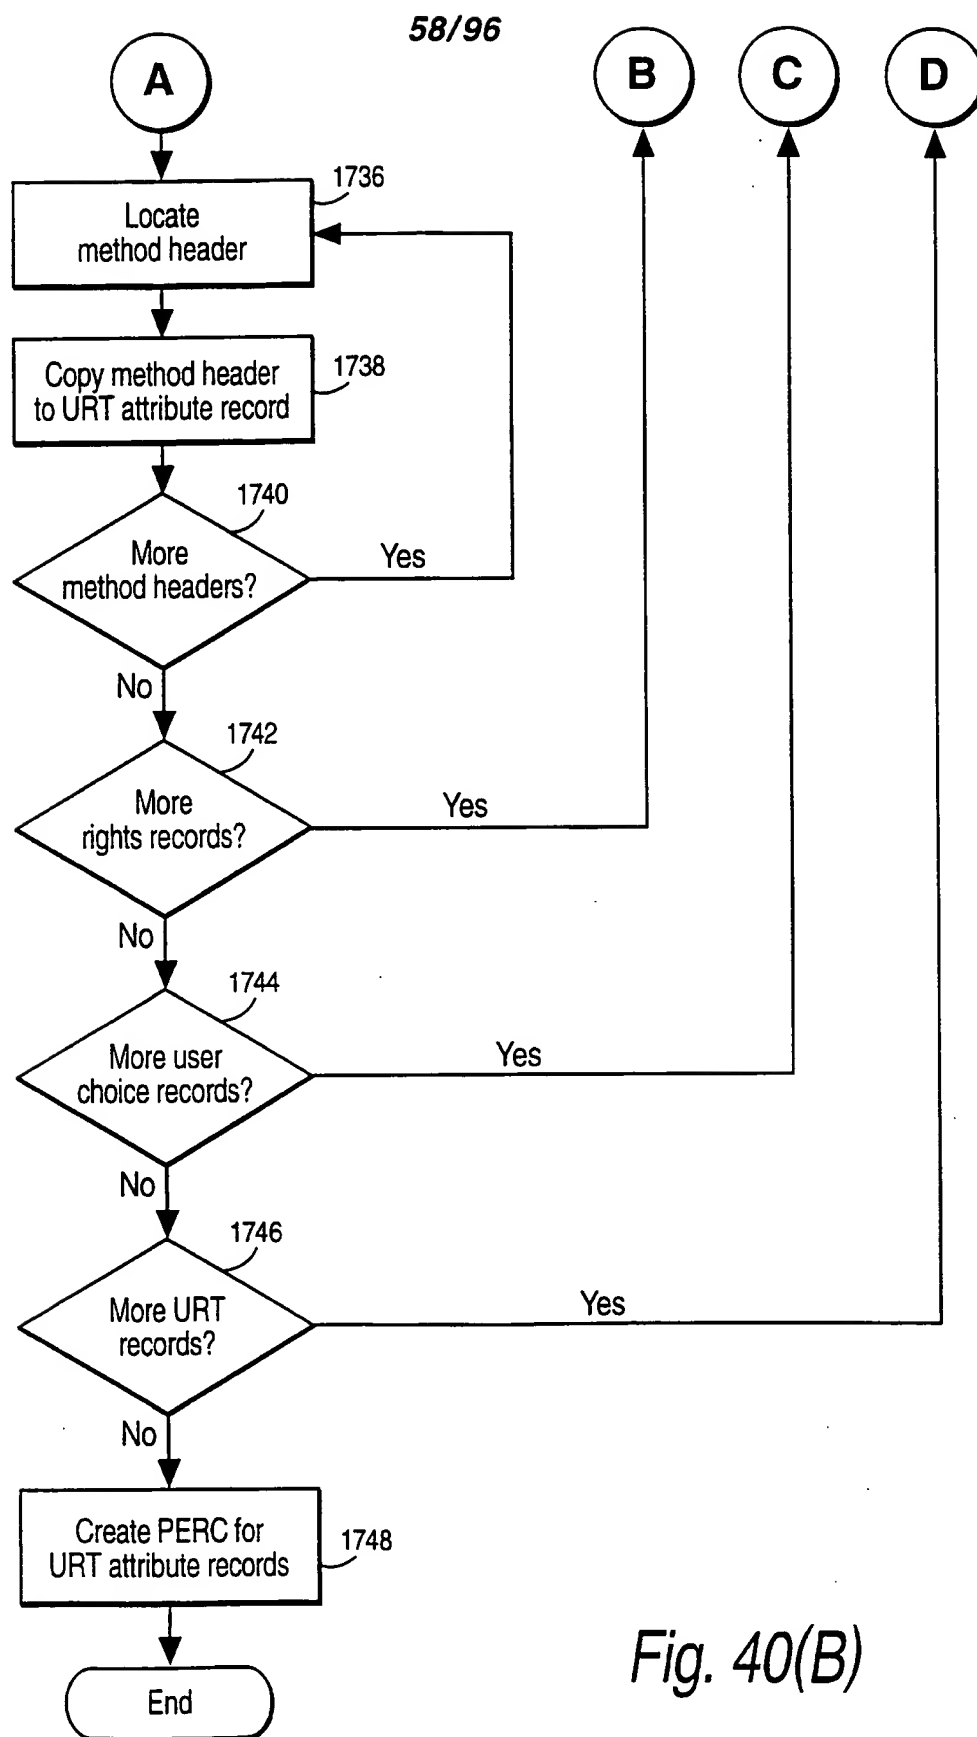 58/96
A
B
C
D
1736
Locate
method header
1738
Copy method header
to URT attribute record
1740
More
method headers?
Yes
No
1742
More
rights records?
Yes
No
1744
More user
choice records?
Yes
No
1746
More URT
records?
Yes
No
Create PERC for
URT attribute records
1748
End
Fig. 40(B)